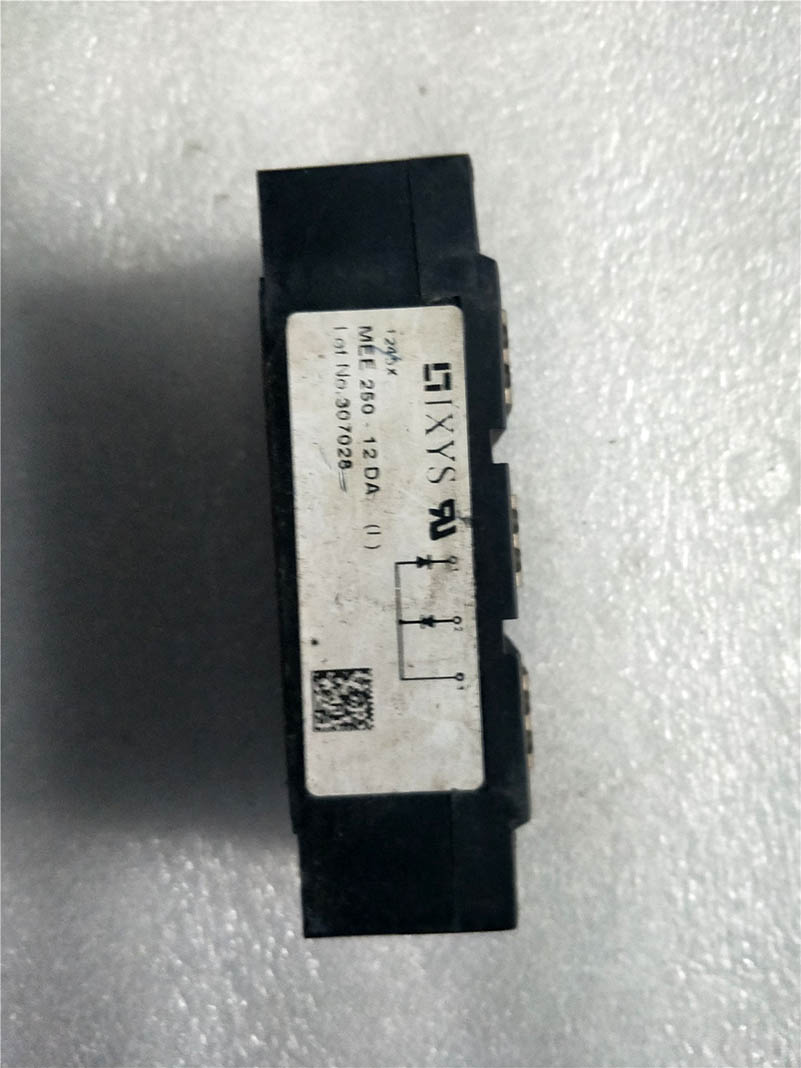 IXYS
MEE 250 - 12 DA (I)
Lot No.307028